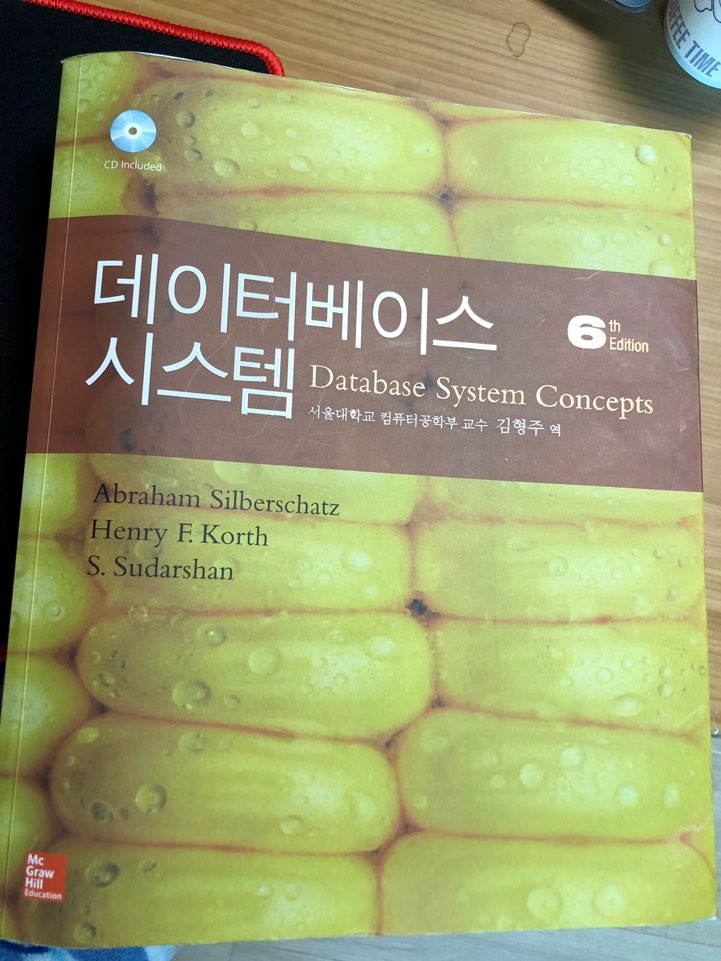 CD Included
데이터베이스
6th Edition
시스템 Database System Concepts
서울대학교 컴퓨터공학부 교수 김형주 역
Abraham Silberschatz
Henry F. Korth
S. Sudarshan
Mc
Graw
Hill
Education
TIME